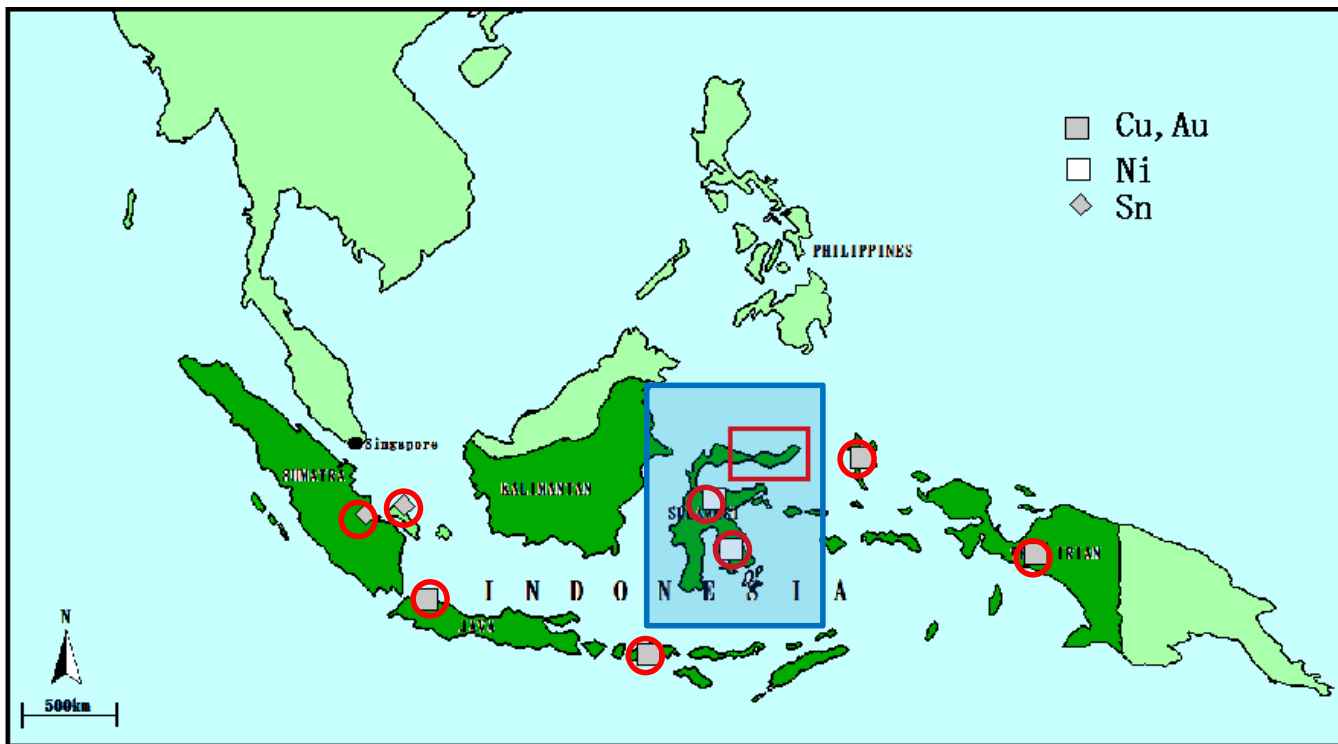 Cu, Au
Ni
Sn
PHILIPPINES
Singapore
SUMATRA
KALIMANTAN
IRIAN
I N D O N E S I A
JAVA
N
500km